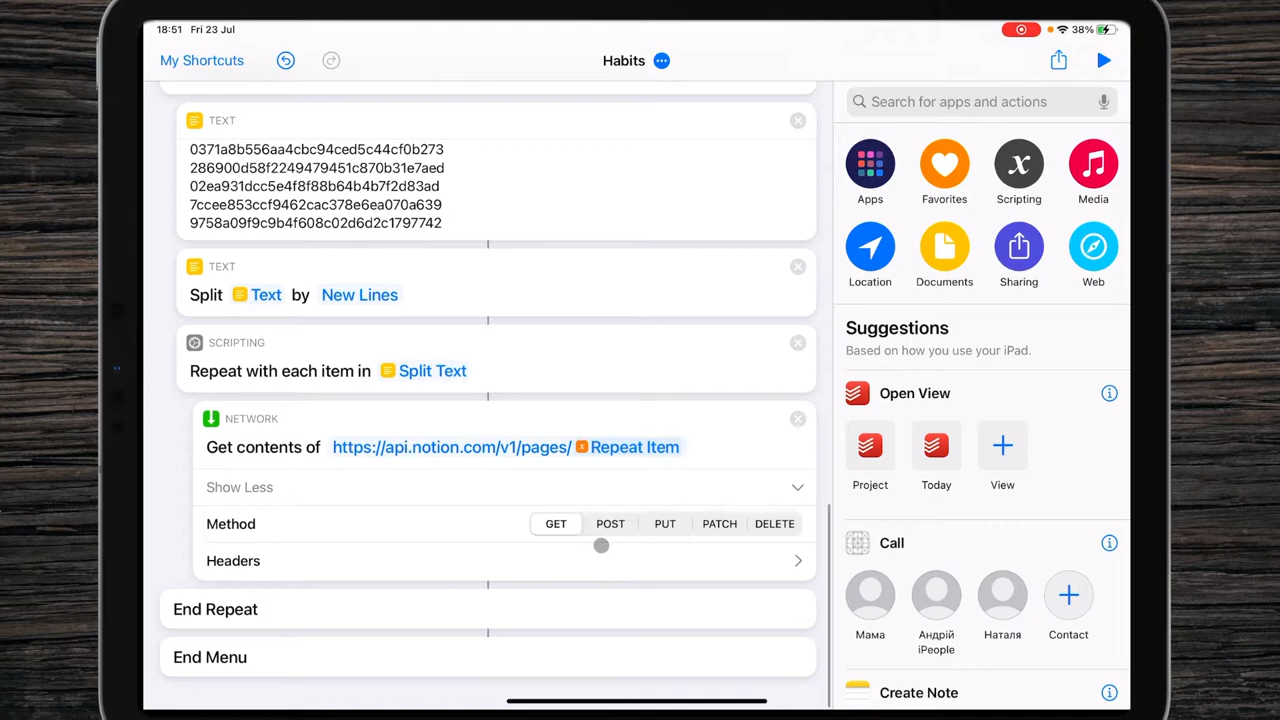 18:51 Fri 23 Jul
38%
My Shortcuts
Habits
Search for apps and actions
TEXT
0371a8b556aa4cbc94ced5c44cf0b273
286900d58f2249479451c870b31e7aed
02ea931dcc5e4f8f88b64b4b7f2d83ad
7ccee853ccf9462cac378e6ea070a639
9758a09f9c9b4f608c02d6d2c1797742
TEXT
Split Text by New Lines
SCRIPTING
Repeat with each item in Split Text
NETWORK
Get contents of https://api.notion.com/v1/pages/ Repeat Item
Show Less
Method GET POST PUT PATCH DELETE
Headers
End Repeat
End Menu
Apps Favorites Scripting Media
Location Documents Sharing Web
Suggestions
Based on how you use your iPad.
Open View
Project Today View
Call
Мама Андрій Наталя Contact
iPeople
Create Note